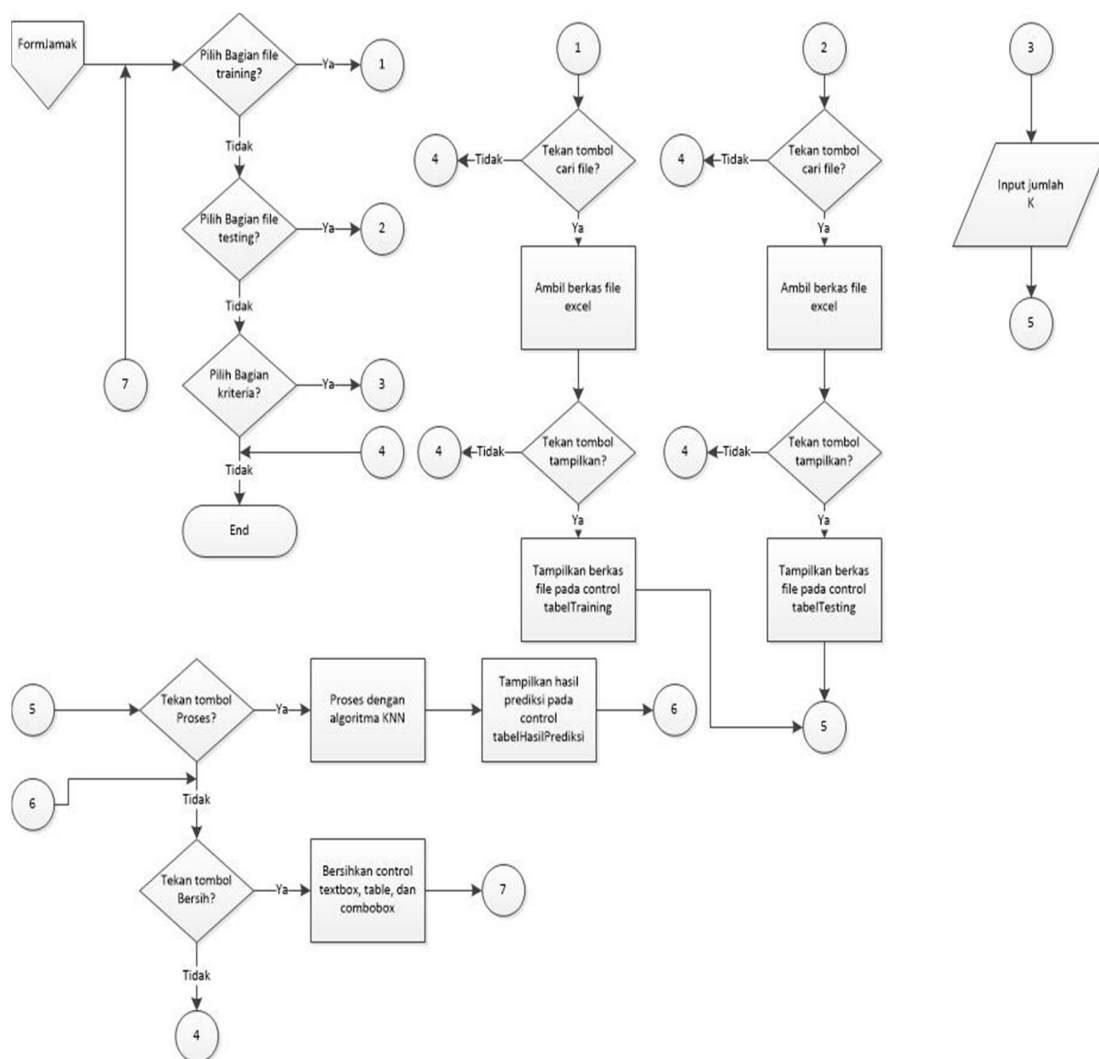 FormJamak
Pilih Bagian file
training?
Ya
1
Tidak
Pilih Bagian file
testing?
Ya
2
Tidak
Pilih Bagian
kriteria?
Ya
3
7
4
Tidak
End
1
Tekan tombol
cari file?
Tidak
4
Ya
Ambil berkas file
excel
Tekan tombol
tampilkan?
Tidak
4
Ya
Tampilkan berkas
file pada control
tabelTraining
2
Tekan tombol
cari file?
Tidak
4
Ya
Ambil berkas file
excel
Tekan tombol
tampilkan?
Tidak
4
Ya
Tampilkan berkas
file pada control
tabelTesting
5
3
Input jumlah
K
5
5
Tekan tombol
Proses?
Ya
Proses dengan
algoritma KNN
Tampilkan hasil
prediksi pada
control
tabelHasilPrediksi
6
6
Tidak
Tekan tombol
Bersih?
Ya
Bersihkan control
textbox, table, dan
combobox
7
Tidak
4